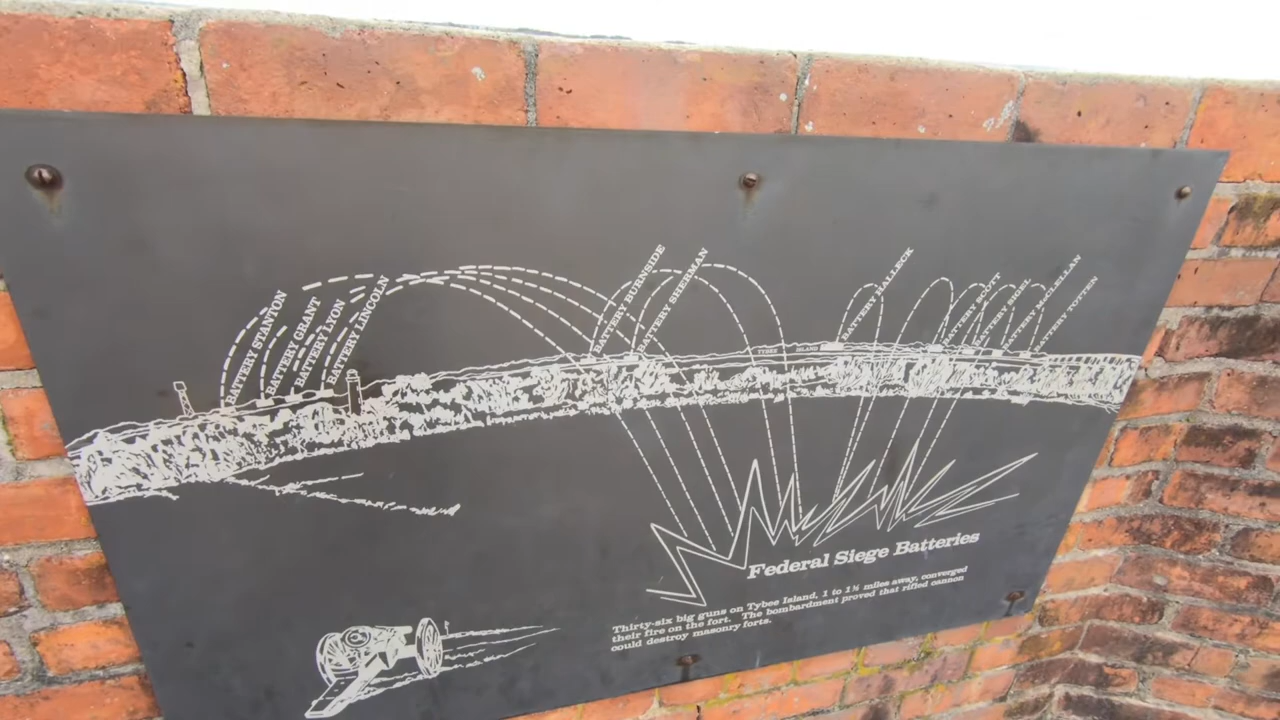 BATTERY STANTON
BATTERY GRANT
BATTERY LYON
BATTERY LINCOLN
BATTERY BURNSIDE
BATTERY SHERMAN
TYBEE ISLAND
BATTERY HALLECK
BATTERY SCOTT
BATTERY SIGEL
BATTERY McCLELLAN
BATTERY TOTTEN
Federal Siege Batteries
Thirty-six big guns on Tybee Island, 1 to 1½ miles away, converged
their fire on the fort. The bombardment proved that rifled cannon
could destroy masonry forts.